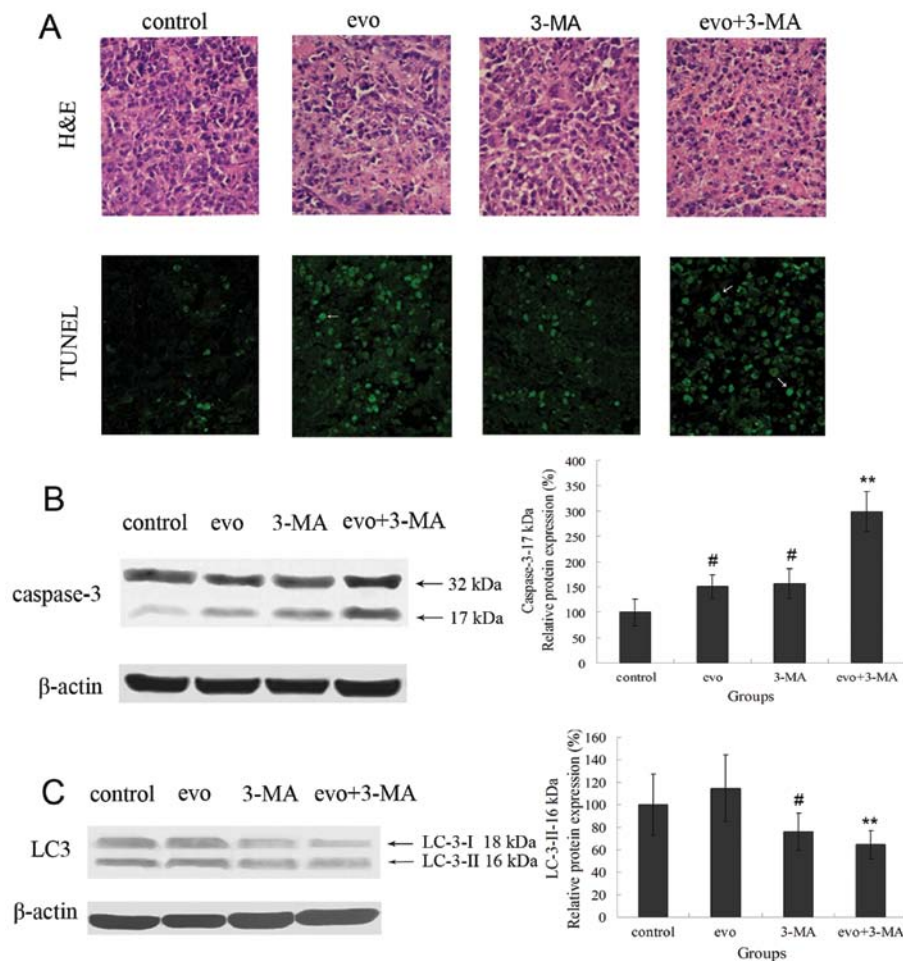 A
control evo 3-MA evo+3-MA
H&E
TUNEL
B
control evo 3-MA evo+3-MA
caspase-3
32 kDa
17 kDa
β-actin
Caspase-3-17 kDa
Relative protein expression (%)
400
350
300
250
200
150
100
50
0
# # **
control evo 3-MA evo+3-MA
Groups
C
control evo 3-MA evo+3-MA
LC3
LC-3-I 18 kDa
LC-3-II 16 kDa
β-actin
LC-3-II-16 kDa
Relative protein expression (%)
160
140
120
100
80
60
40
20
0
# **
control evo 3-MA evo+3-MA
Groups